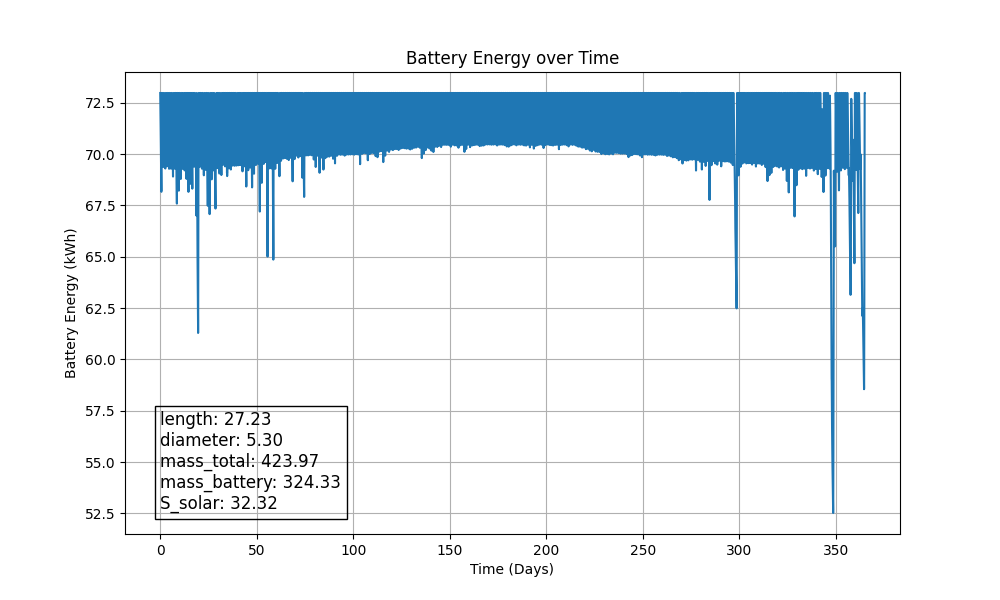 Battery Energy over Time
Battery Energy (kWh)
72.5
70.0
67.5
65.0
62.5
60.0
57.5
55.0
52.5
length: 27.23
diameter: 5.30
mass_total: 423.97
mass_battery: 324.33
S_solar: 32.32
0 50 100 150 200 250 300 350
Time (Days)